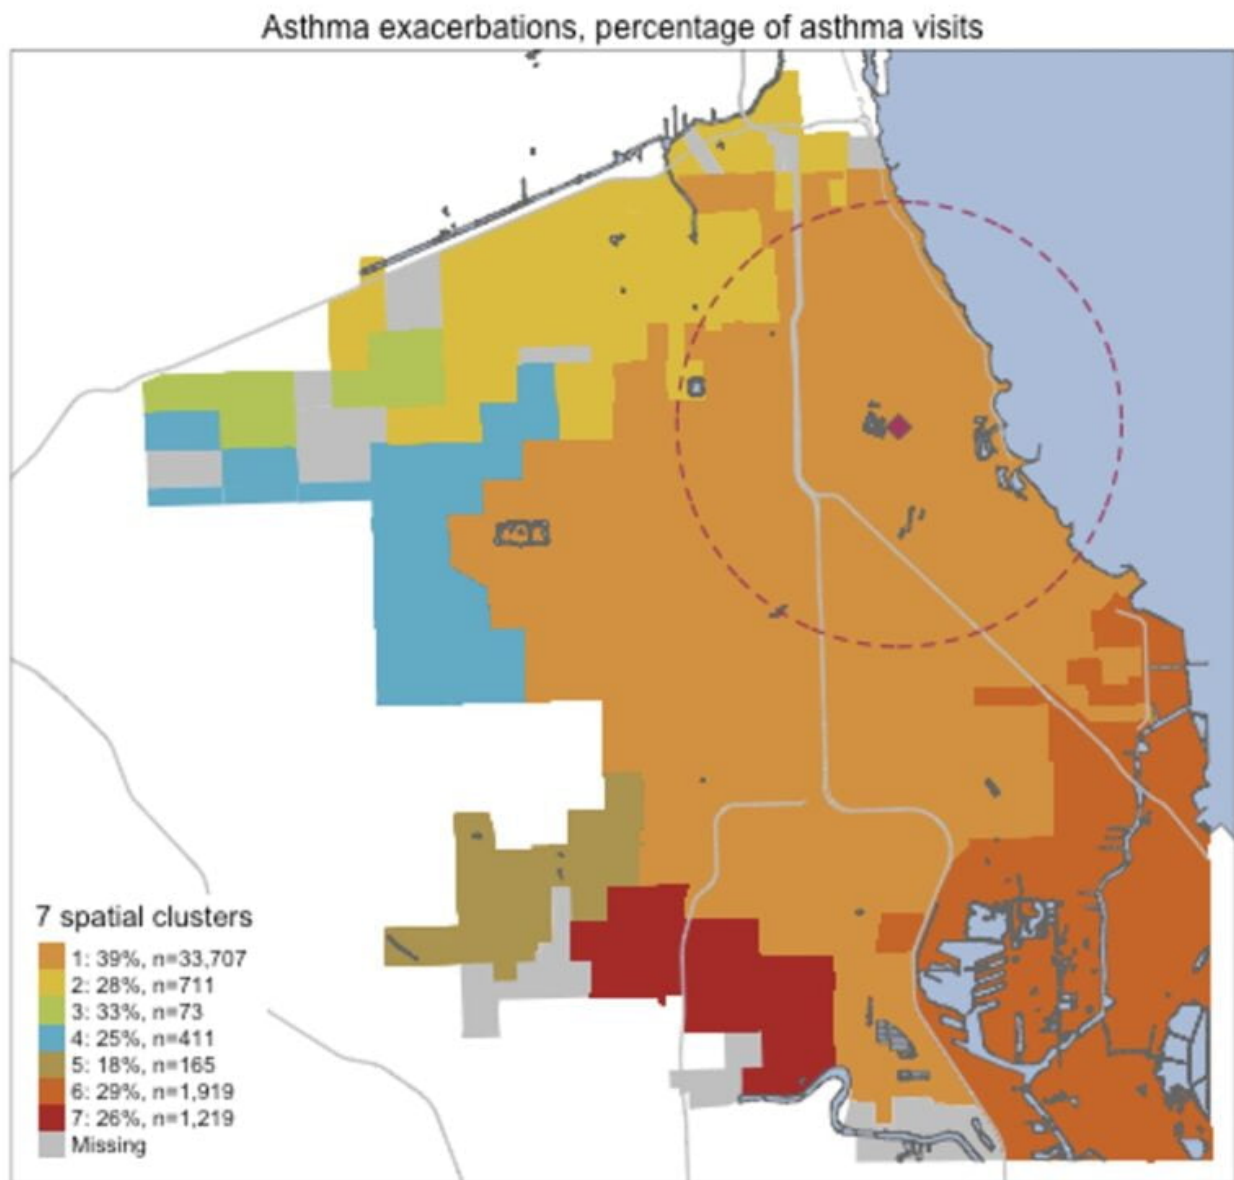 Asthma exacerbations, percentage of asthma visits
7 spatial clusters
1: 39%, n=33,707
2: 28%, n=711
3: 33%, n=73
4: 25%, n=411
5: 18%, n=165
6: 29%, n=1,919
7: 26%, n=1,219
Missing